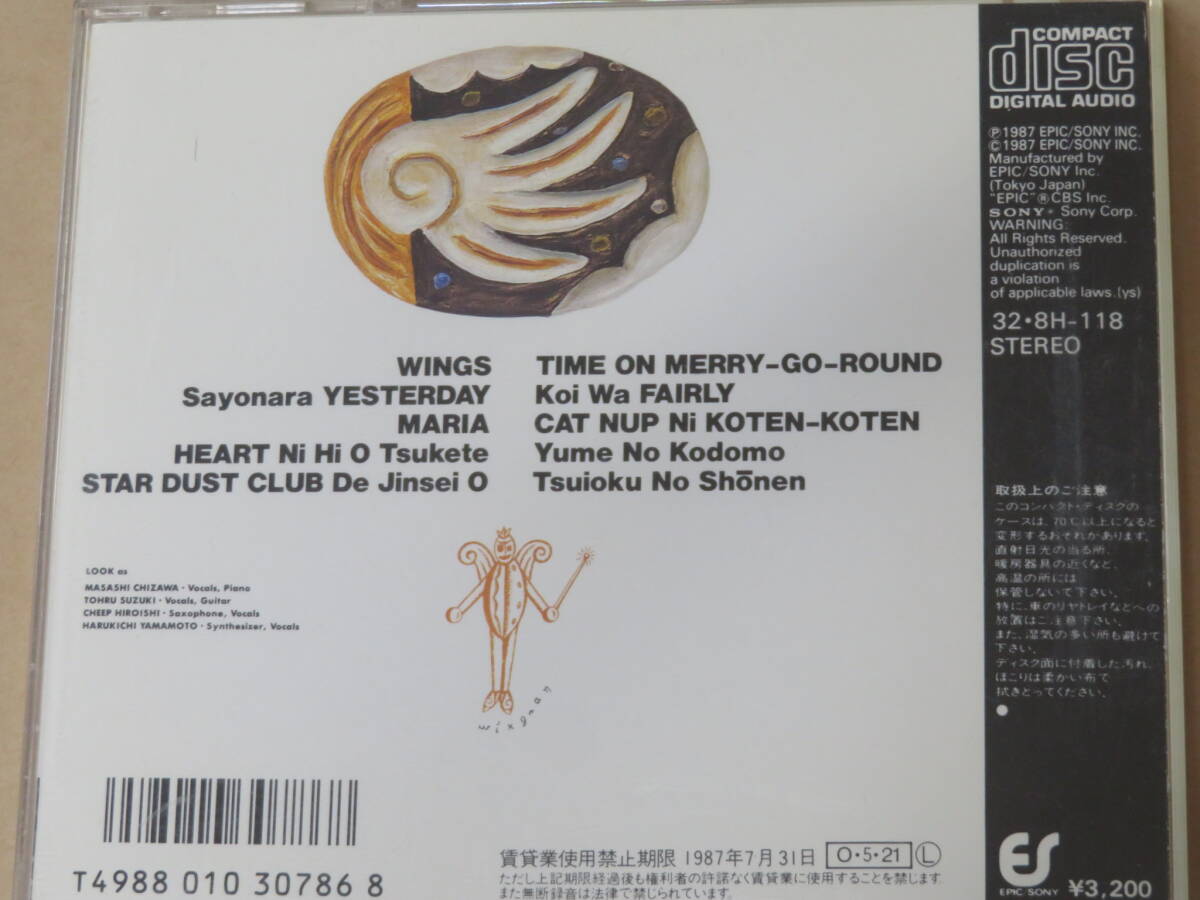 WINGS
Sayonara YESTERDAY
MARIA
HEART Ni Hi O Tsukete
STAR DUST CLUB De Jinsei O
TIME ON MERRY-GO-ROUND
Koi Wa FAIRLY
CAT NUP Ni KOTEN-KOTEN
Yume No Kodomo
Tsuioku No Shōnen
LOOK as
MASASHI CHIZAWA · Vocals, Piano
TOHRU SUZUKI · Vocals, Guitar
CHEEP HIROISHI · Saxophone, Vocals
HARUKICHI YAMAMOTO · Synthesizer, Vocals
T4988 010 30786 8
賃貸業使用禁止期限 1987年7月31日 O·5·21 Ⓛ
ただし上記期限経過後も権利者の許諾なく賃貸業に使用することを禁じます。
また無断録音は法律で禁じられています。
COMPACT
disc
DIGITAL AUDIO
Ⓟ1987 EPIC/SONY INC.
©1987 EPIC/SONY INC.
Manufactured by
EPIC/SONY Inc.
(Tokyo Japan)
"EPIC"® CBS Inc.
SONY® Sony Corp.
WARNING:
All Rights Reserved.
Unauthorized
duplication is
a violation
of applicable laws.(ys)
32·8H-118
STEREO
取扱上のご注意
このコンパクト・ディスクの
ケースは、70℃以上になると
変形するおそれがあります。
直射日光の当る所、
暖房器具の近くなど、
高温の所には
保管しないで下さい。
特に、車のリヤトレイなどへの
放置はご注意下さい。
また、湿気の多い所も避けて
下さい。
ディスク面に付着した汚れ、
ほこりは柔かい布で
拭きとってください。
ES
EPIC/SONY
¥3,200